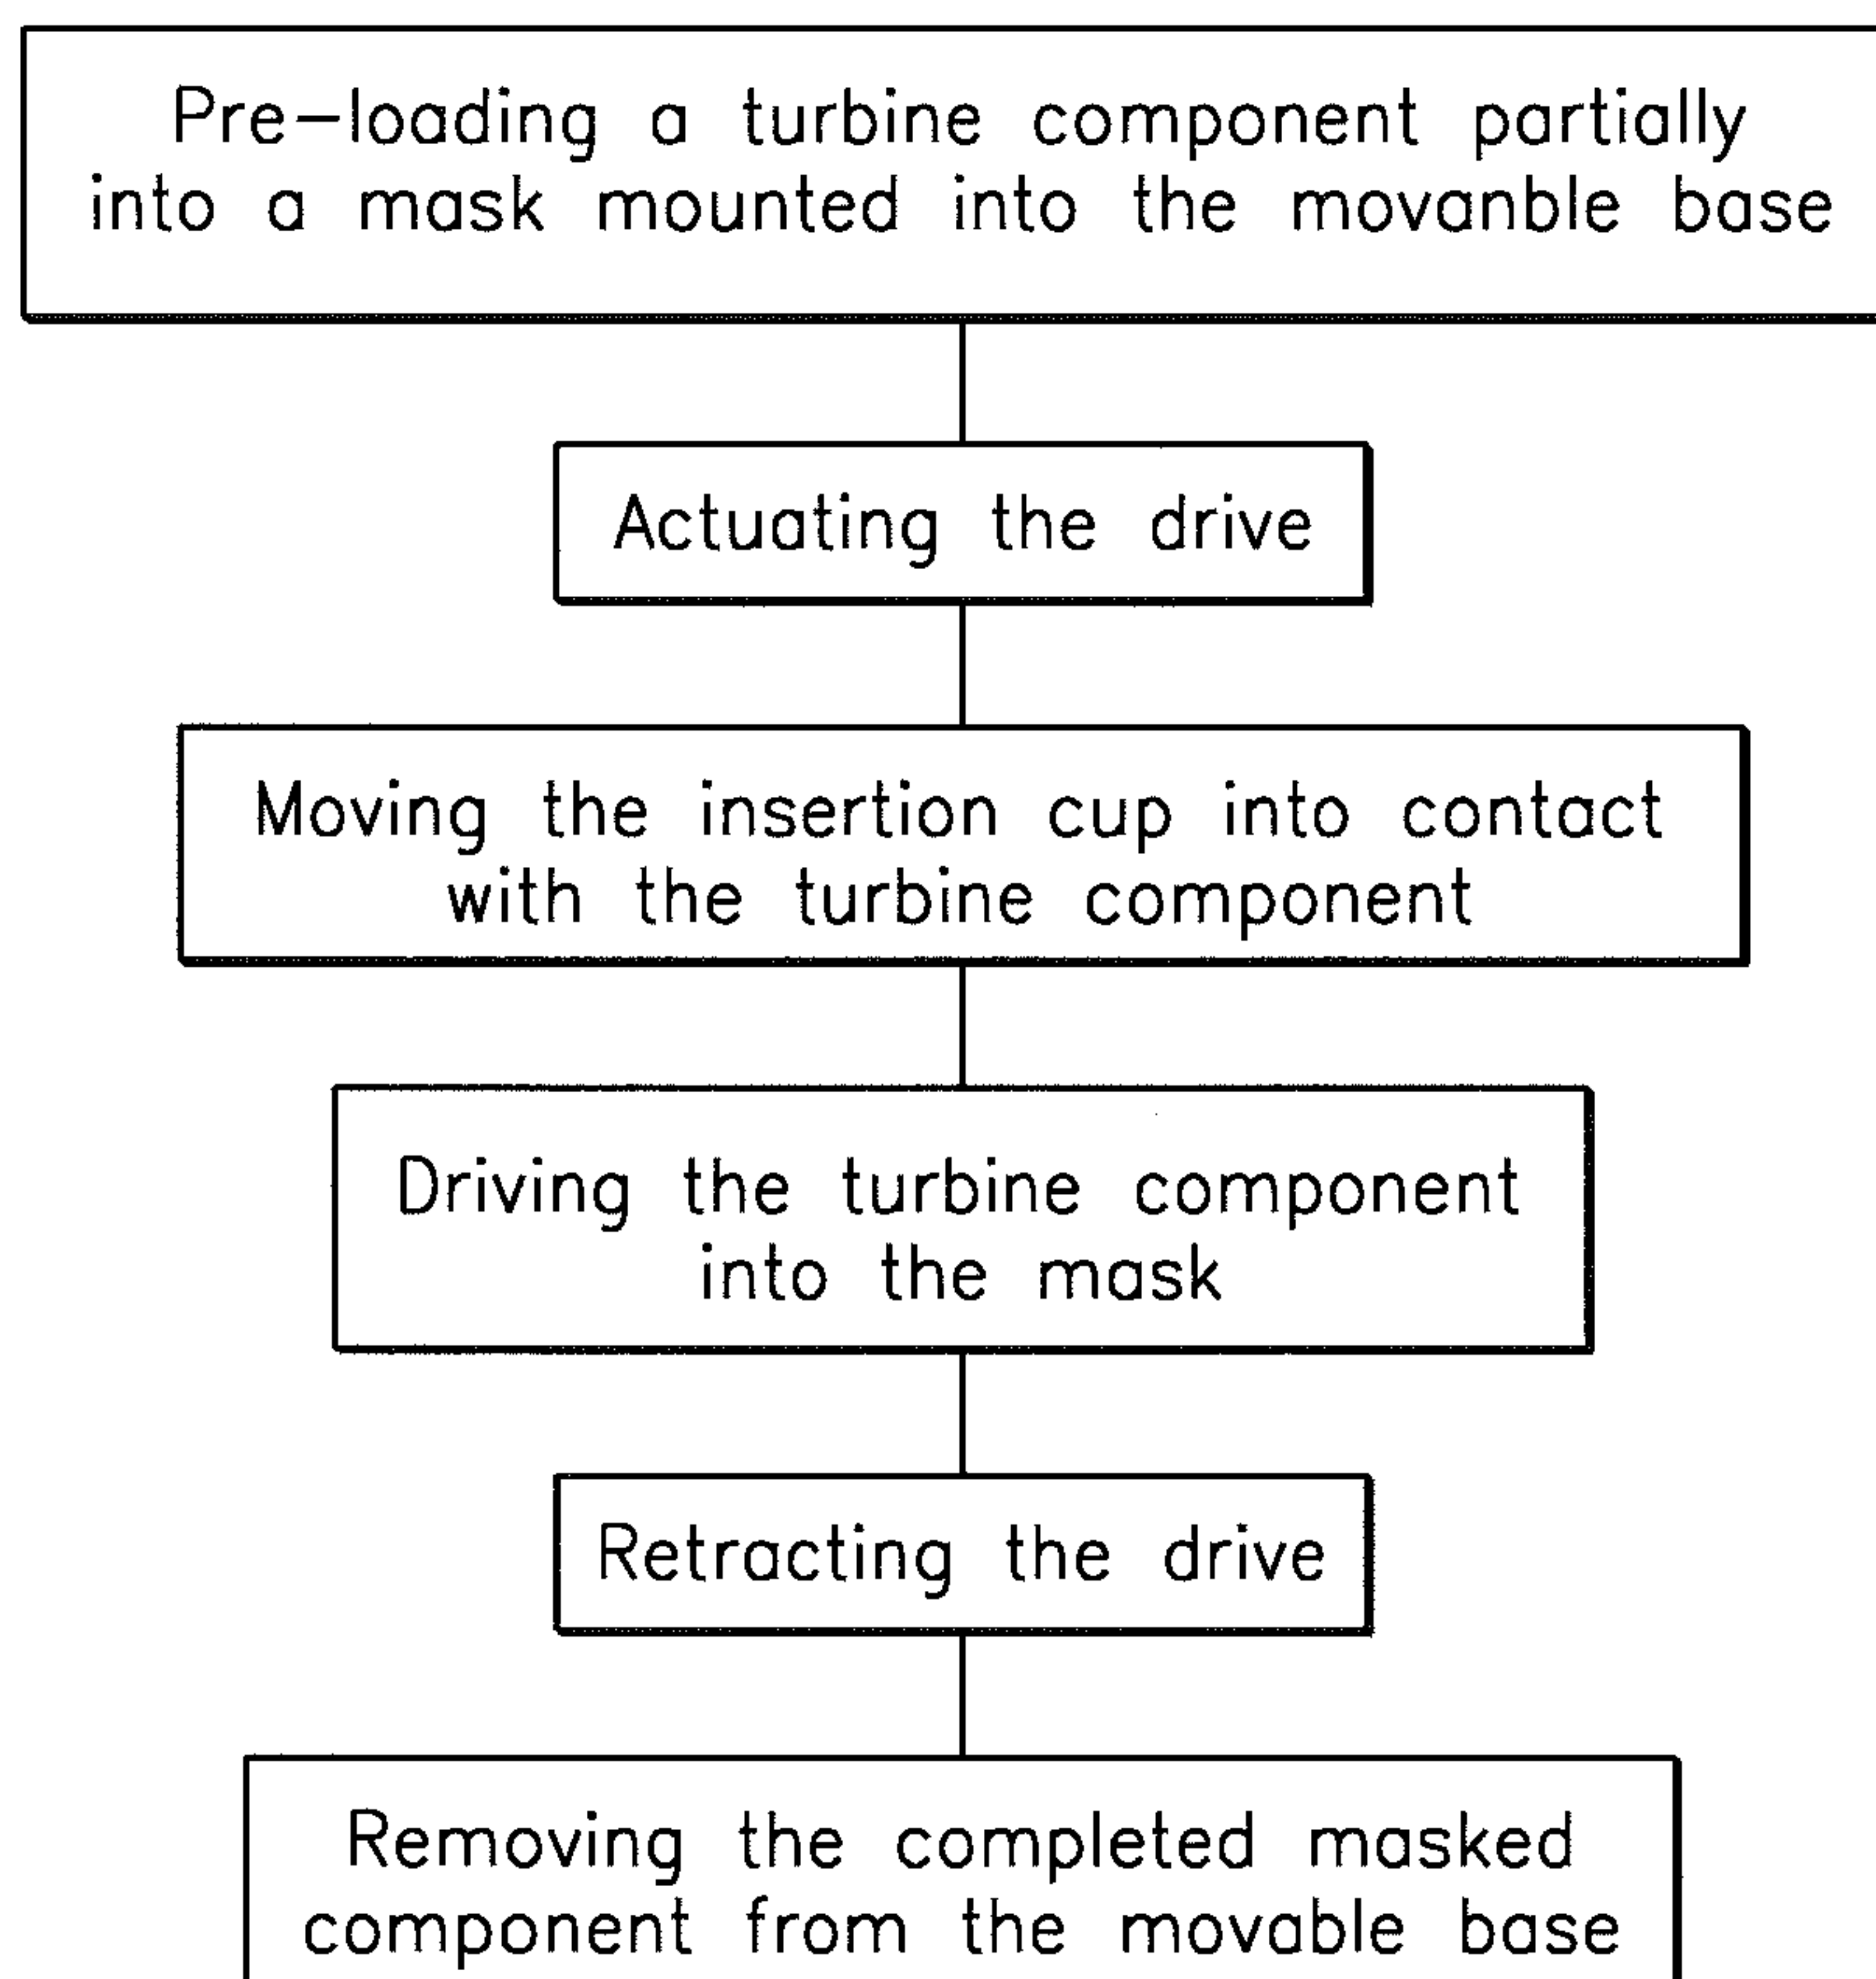 Pre-loading a turbine component partially
into a mask mounted into the movanble base
Actuating the drive
Moving the insertion cup into contact
with the turbine component
Driving the turbine component
into the mask
Retracting the drive
Removing the completed masked
component from the movable base